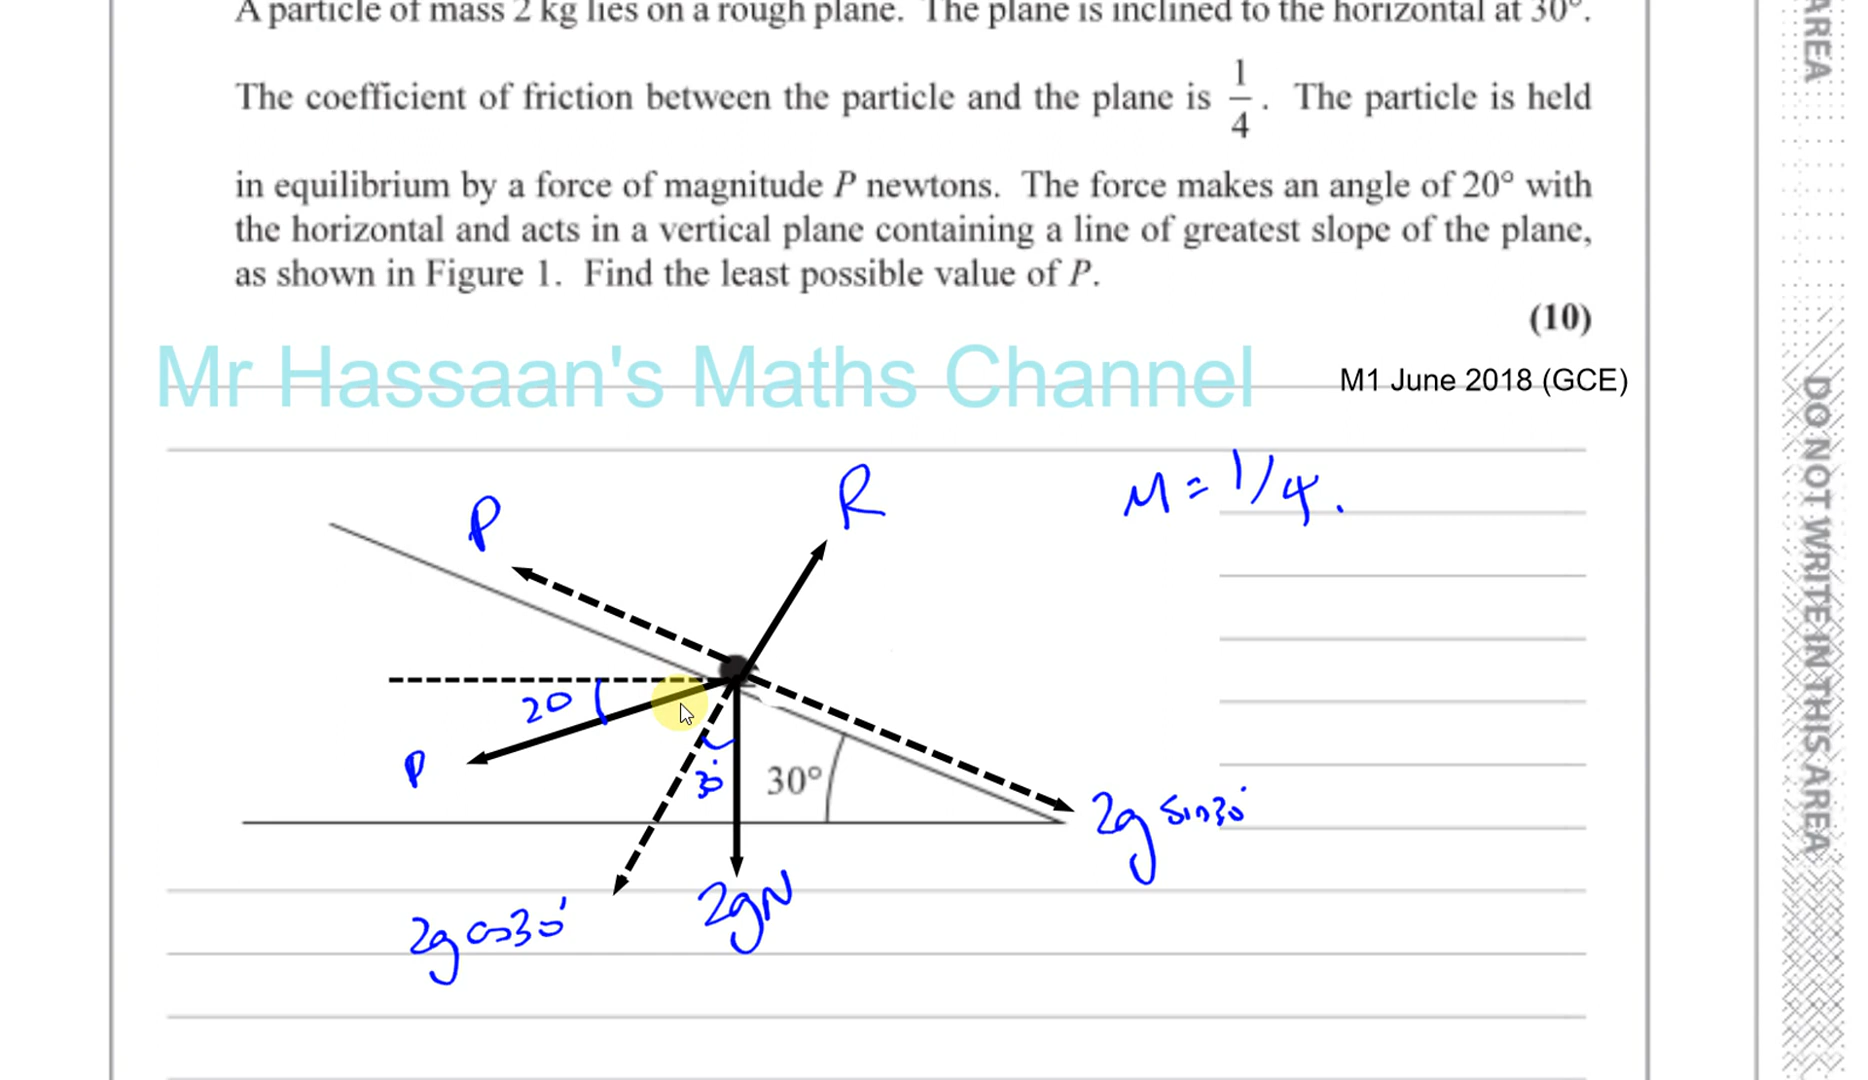 A particle of mass 2 kg lies on a rough plane. The plane is inclined to the horizontal at 30°.
The coefficient of friction between the particle and the plane is 1/4. The particle is held
in equilibrium by a force of magnitude P newtons. The force makes an angle of 20° with
the horizontal and acts in a vertical plane containing a line of greatest slope of the plane,
as shown in Figure 1. Find the least possible value of P.
(10)
Mr Hassaan's Maths Channel
M1 June 2018 (GCE)
P
R
M = 1/4.
20
P
30°
30°
2g sin30°
2g cos30°
2gN
AREA
DO NOT WRITE IN THIS AREA